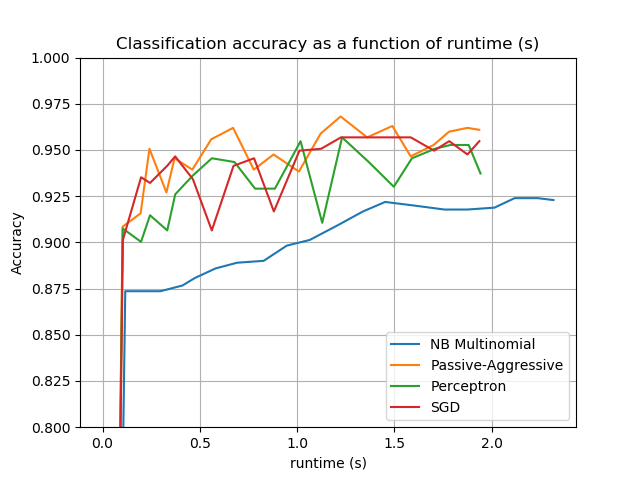 Classification accuracy as a function of runtime (s)
1.000
0.975
0.950
0.925
0.900
0.875
0.850
0.825
0.800
Accuracy
0.0 0.5 1.0 1.5 2.0
runtime (s)
NB Multinomial
Passive-Aggressive
Perceptron
SGD